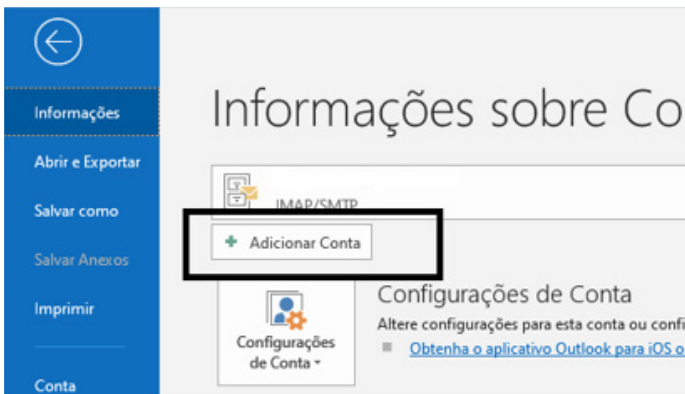 Informações
Abrir e Exportar
Salvar como
Salvar Anexos
Imprimir
Conta
Informações sobre Co
IMAP/SMTP
+ Adicionar Conta
Configurações
de Conta
Configurações de Conta
Altere configurações para esta conta ou confi
Obtenha o aplicativo Outlook para iOS o